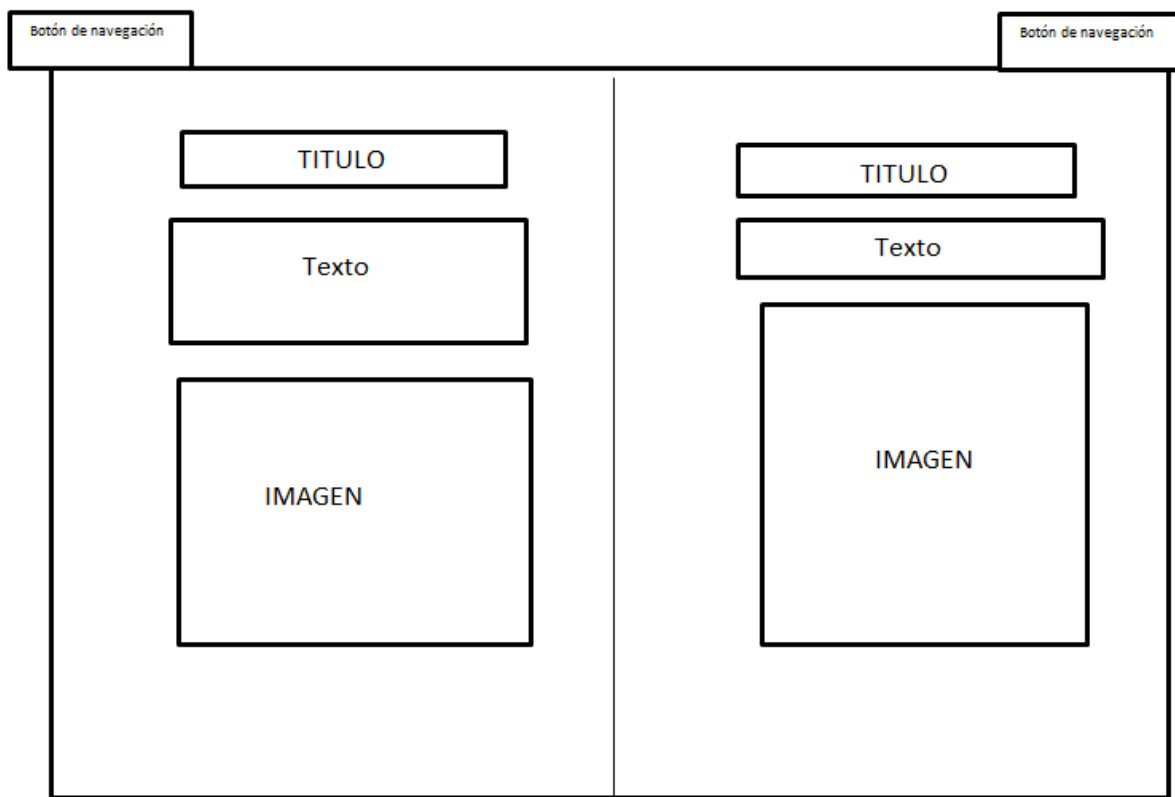 Botón de navegación
Botón de navegación
TITULO
Texto
IMAGEN
TITULO
Texto
IMAGEN